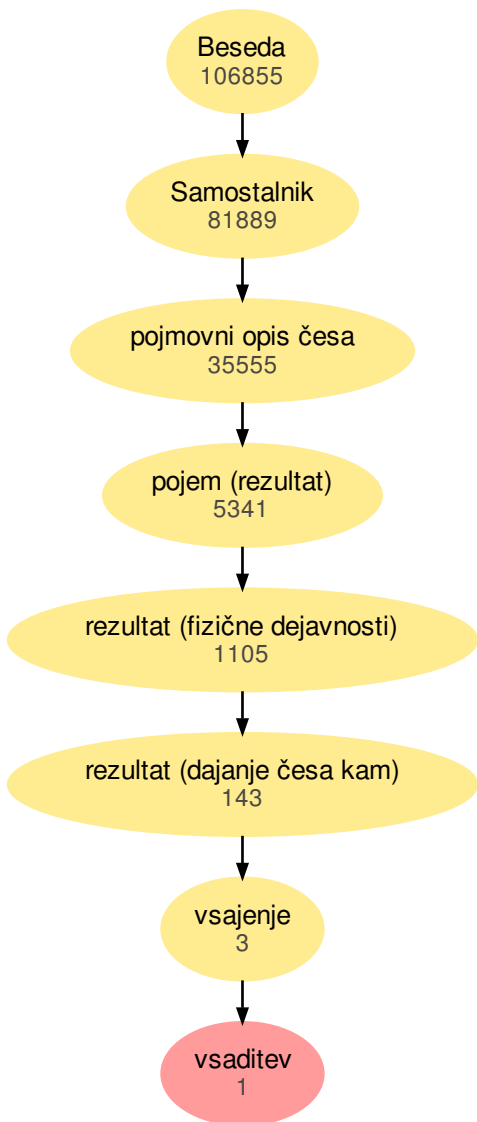 Beseda
106855
Samostalnik
81889
pojmovni opis česa
35555
pojem (rezultat)
5341
rezultat (fizične dejavnosti)
1105
rezultat (dajanje česa kam)
143
vsajenje
3
vsaditev
1